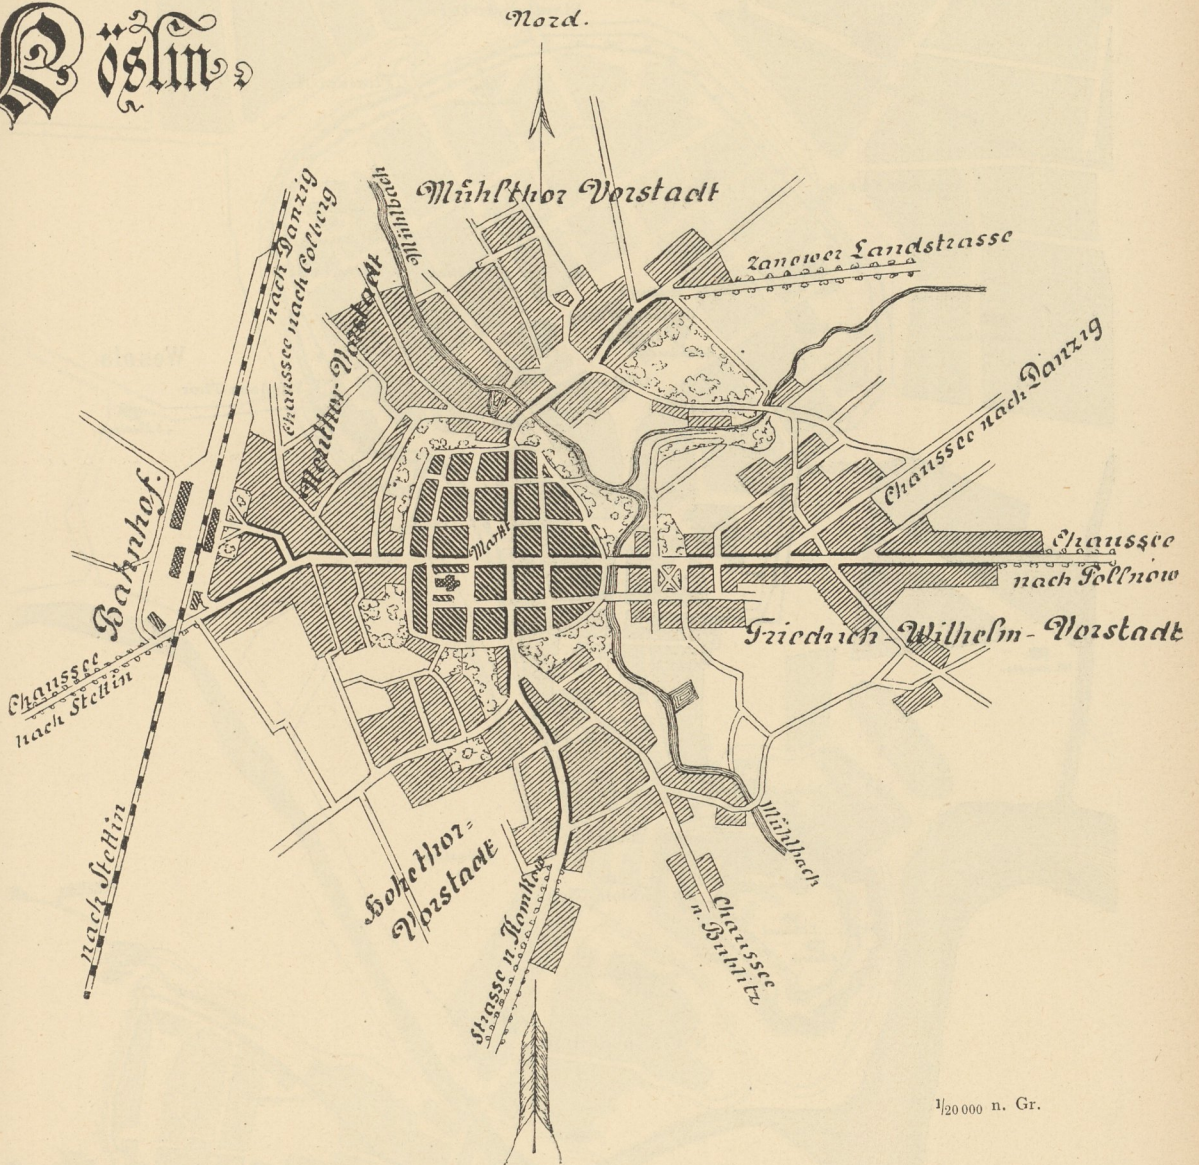 Köslin.
Nord.
Mühlthor Vorstadt
Mühlbach
Zanower Landstrasse
nach Danzig
Chaussee nach Colberg
Neuthor Vorstadt
Chaussee nach Danzig
Bahnhof.
Markt
Chaussee
nach Pollnow
Friedrich-Wilhelm-Vorstadt
Chaussee
nach Stettin
nach Stettin
Hohethor-
Vorstadt
Mühlbach
Strasse n.
Chaussee
n. Bublitz
1/20000 n. Gr.